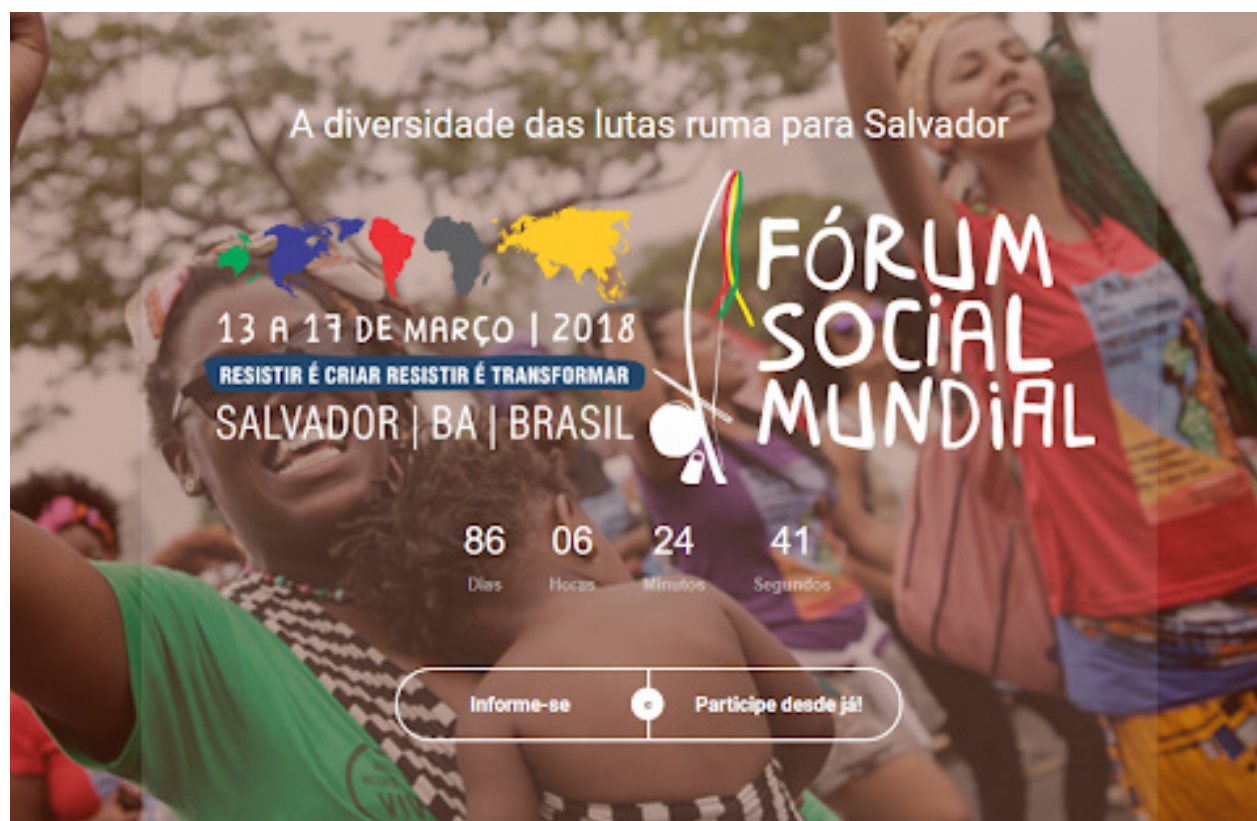 A diversidade das lutas ruma para Salvador
13 A 17 DE MARÇO | 2018
RESISTIR É CRIAR RESISTIR É TRANSFORMAR
SALVADOR | BA | BRASIL
FÓRUM
SOCIAL
MUNDIAL
86 06 24 41
Dias Horas Minutos Segundos
Informe-se e Participe desde já!